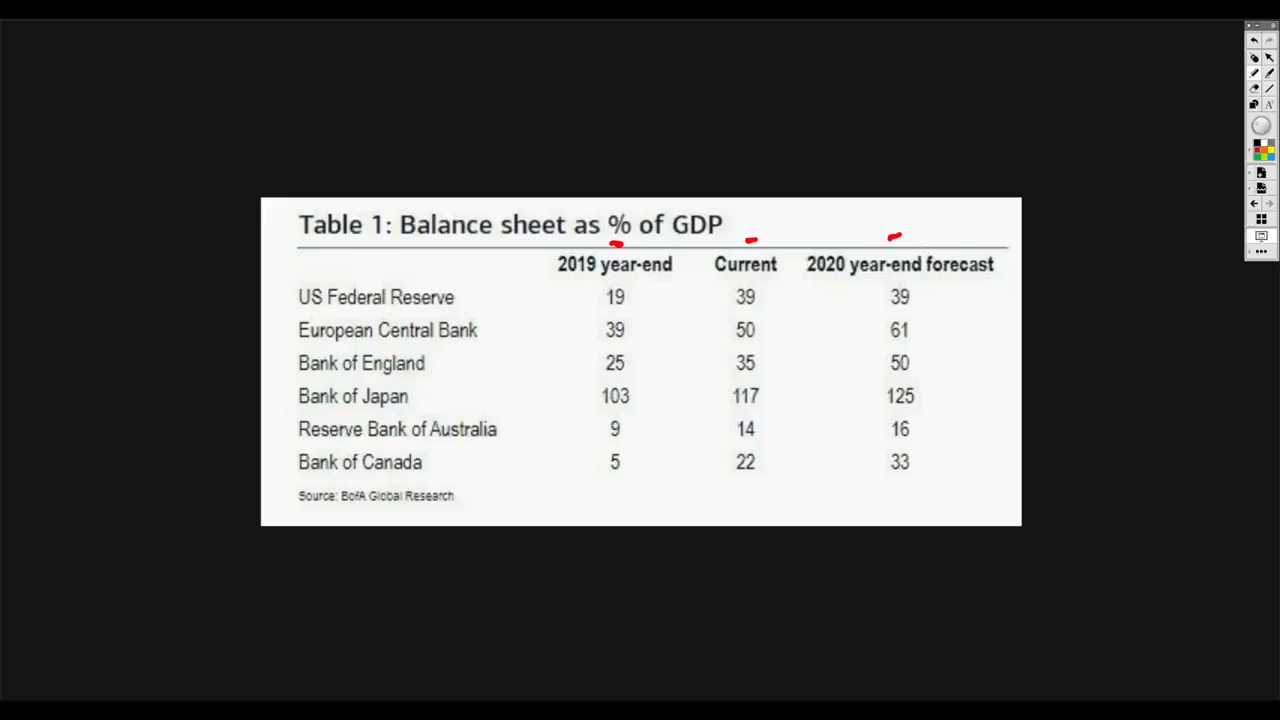 Table 1: Balance sheet as % of GDP
2019 year-end Current 2020 year-end forecast
US Federal Reserve 19 39 39
European Central Bank 39 50 61
Bank of England 25 35 50
Bank of Japan 103 117 125
Reserve Bank of Australia 9 14 16
Bank of Canada 5 22 33
Source: BofA Global Research